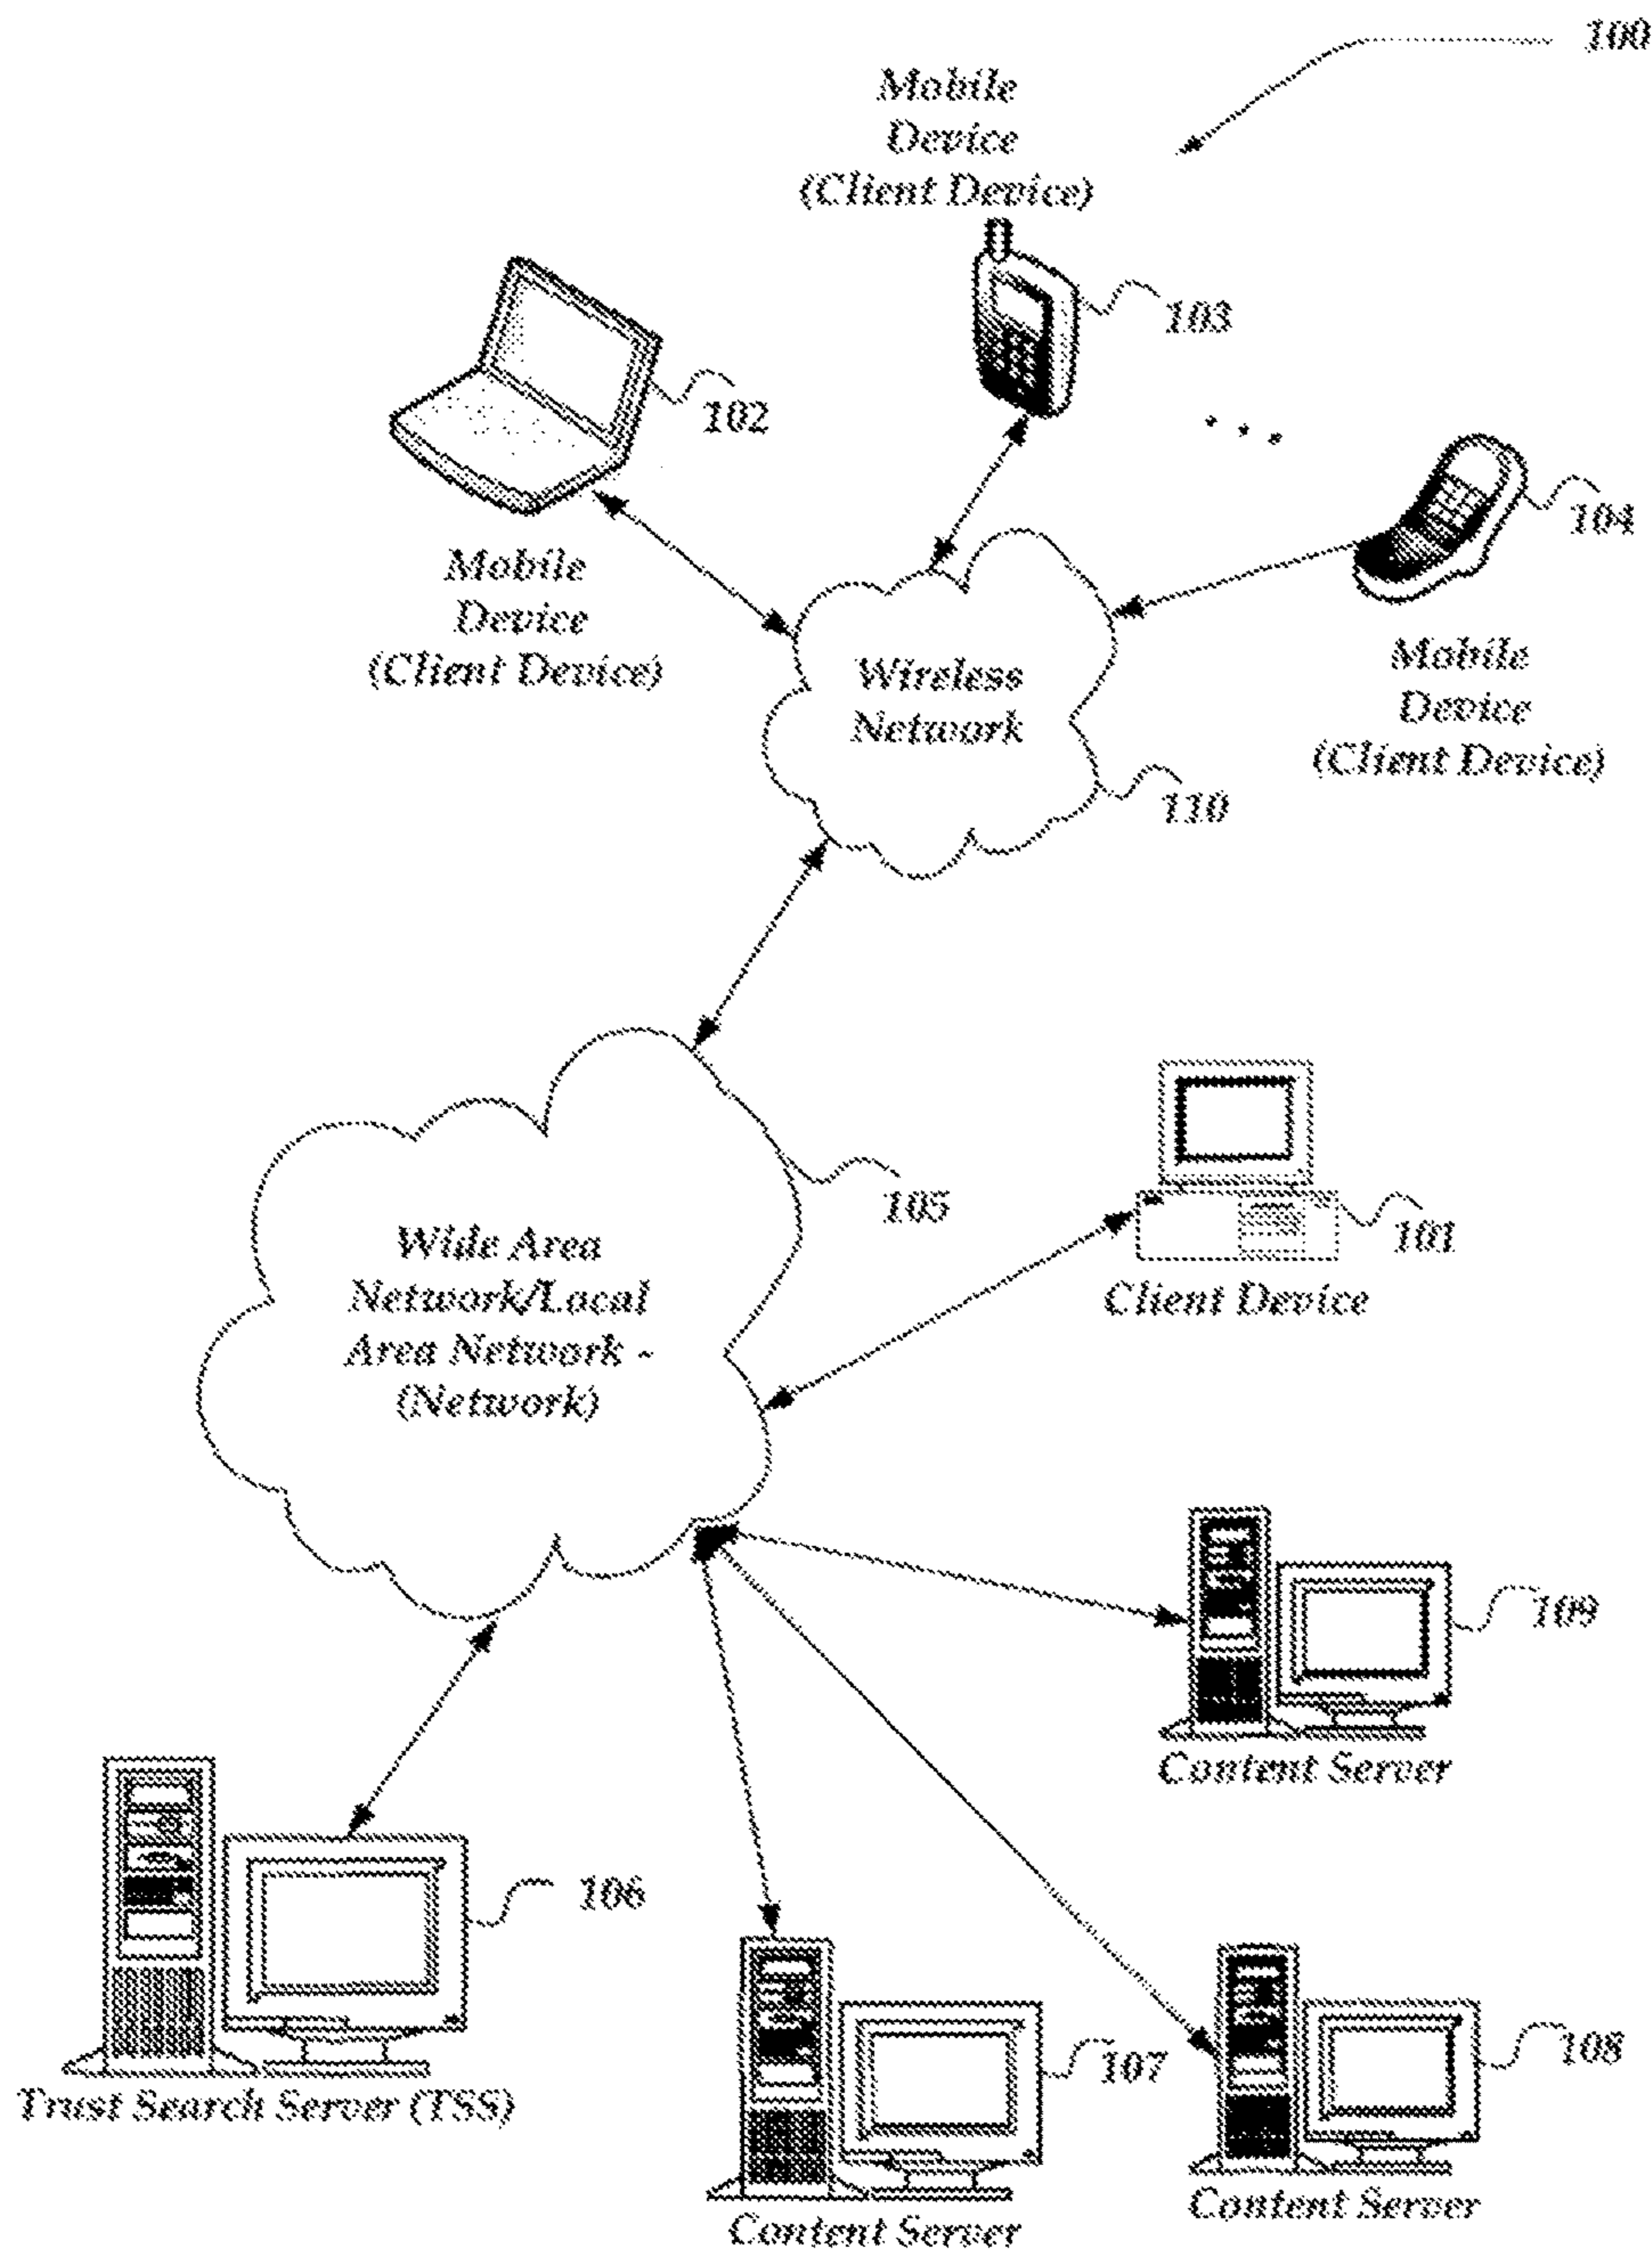 100
Mobile
Device
(Client Device)
103
102
104
Mobile
Device
(Client Device)
Wireless
Network
Mobile
Device
(Client Device)
110
105
101
Wide Area
Network/Local
Area Network -
(Network)
Client Device
109
Content Server
106
107
108
Trust Search Server (TSS)
Content Server
Content Server